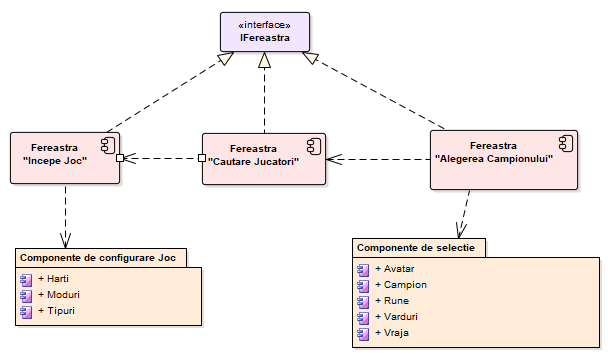 «interface»
IFereastra
Fereastra
"Incepe Joc"
Fereastra
"Cautare Jucatori"
Fereastra
"Alegerea Campionului"
Componente de configurare Joc
+ Harti
+ Moduri
+ Tipuri
Componente de selectie
+ Avatar
+ Campion
+ Rune
+ Varduri
+ Vraja